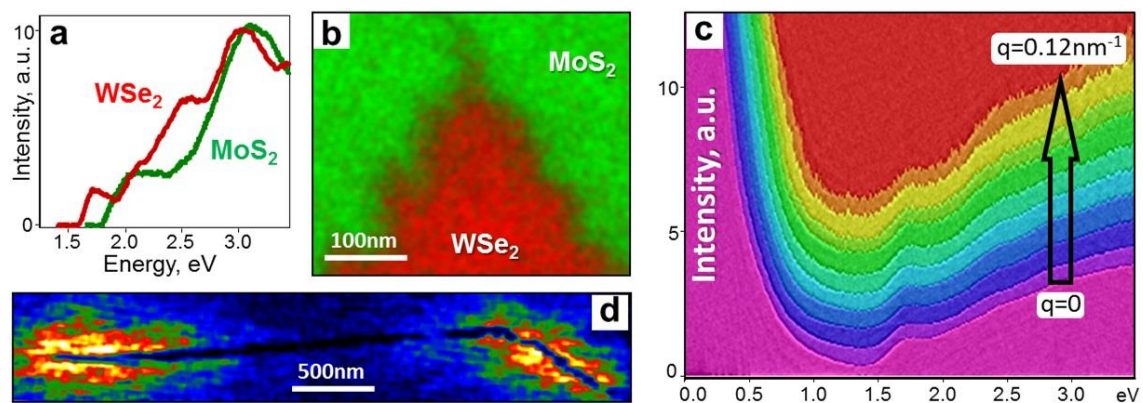 a
Intensity, a.u.
10
0
WSe₂
MoS₂
1.5 2.0 2.5 3.0
Energy, eV
b
MoS₂
WSe₂
100nm
c
Intensity, a.u.
10
5
0
q=0.12nm⁻¹
q=0
0.0 0.5 1.0 1.5 2.0 2.5 3.0 eV
d
500nm